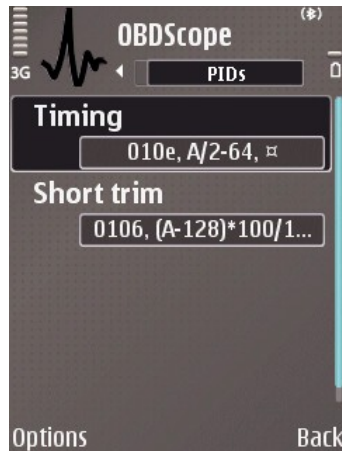 OBDScope
3G
PIDs
Timing
010e, A/2-64, ¤
Short trim
0106, (A-128)*100/1...
Options
Back